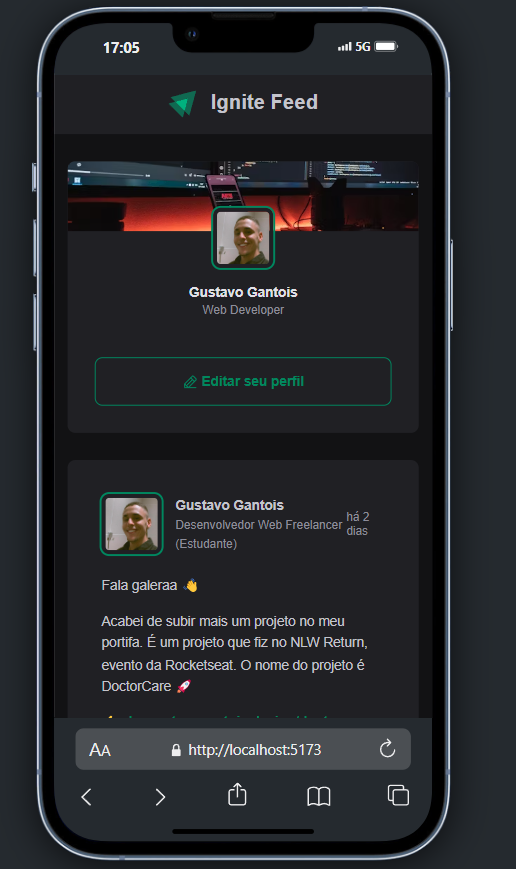 17:05
5G
Ignite Feed
Gustavo Gantois
Web Developer
Editar seu perfil
Gustavo Gantois
Desenvolvedor Web Freelancer
(Estudante)
há 2
dias
Fala galeraa 👋
Acabei de subir mais um projeto no meu
portifa. É um projeto que fiz no NLW Return,
evento da Rocketseat. O nome do projeto é
DoctorCare 🚀
AA
http://localhost:5173